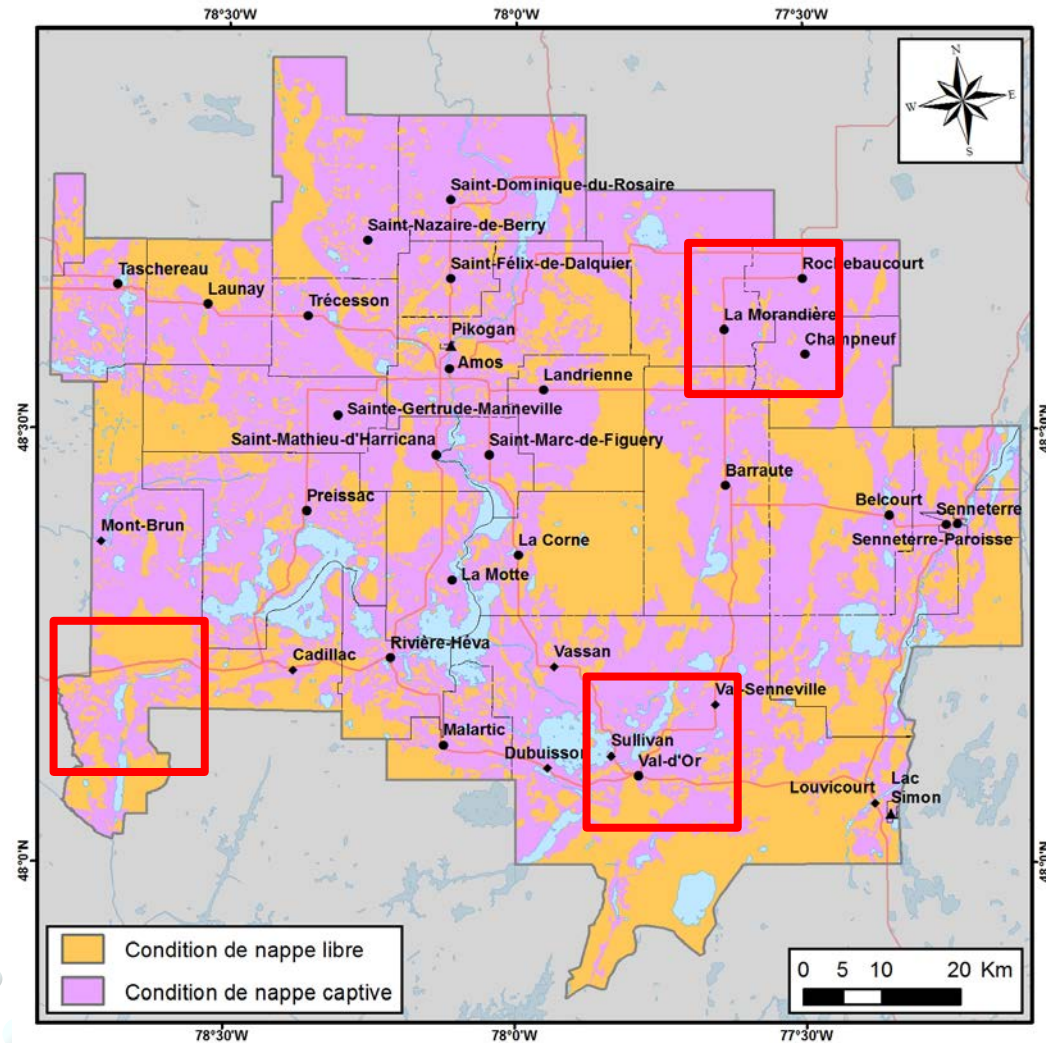 78°30'W
78°0'W
77°30'W
N
W
E
S
Saint-Dominique-du-Rosaire
Saint-Nazaire-de-Berry
Saint-Félix-de-Dalquier
Rochebaucourt
Taschereau
Launay
Trécesson
La Morandière
Pikogan
Champneuf
Amos
Landrienne
Sainte-Gertrude-Manneville
48°30'N
48°30'N
Saint-Mathieu-d'Harricana
Saint-Marc-de-Figuery
Barraute
Preissac
Belcourt
Senneterre
Mont-Brun
Senneterre-Paroisse
La Corne
La Motte
Rivière-Héva
Cadillac
Vassan
Val-Senneville
Malartic
Sullivan
Dubuisson
Val-d'Or
Louvicourt
Lac
Simon
48°0'N
48°0'N
Condition de nappe libre
Condition de nappe captive
0 5 10 20 Km
78°30'W
78°0'W
77°30'W